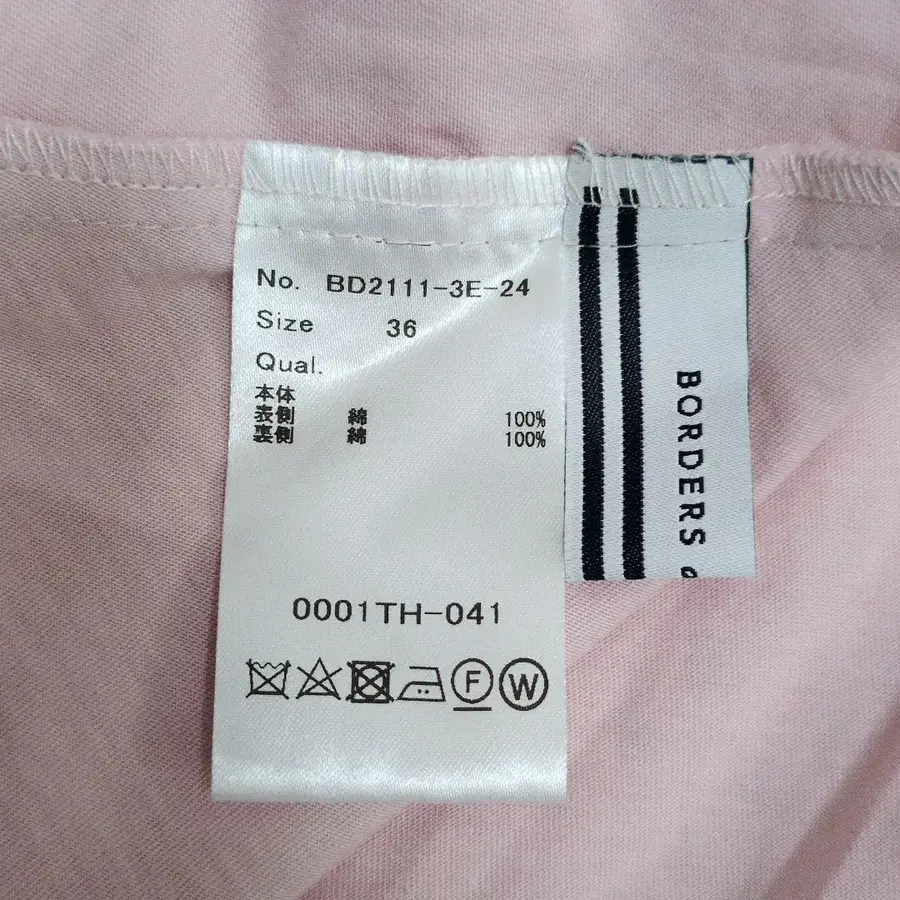 No. BD2111-3E-24
Size 36
Qual.
本体
表側 綿 100%
裏側 綿 100%
0001TH-041
F W
BORDERS